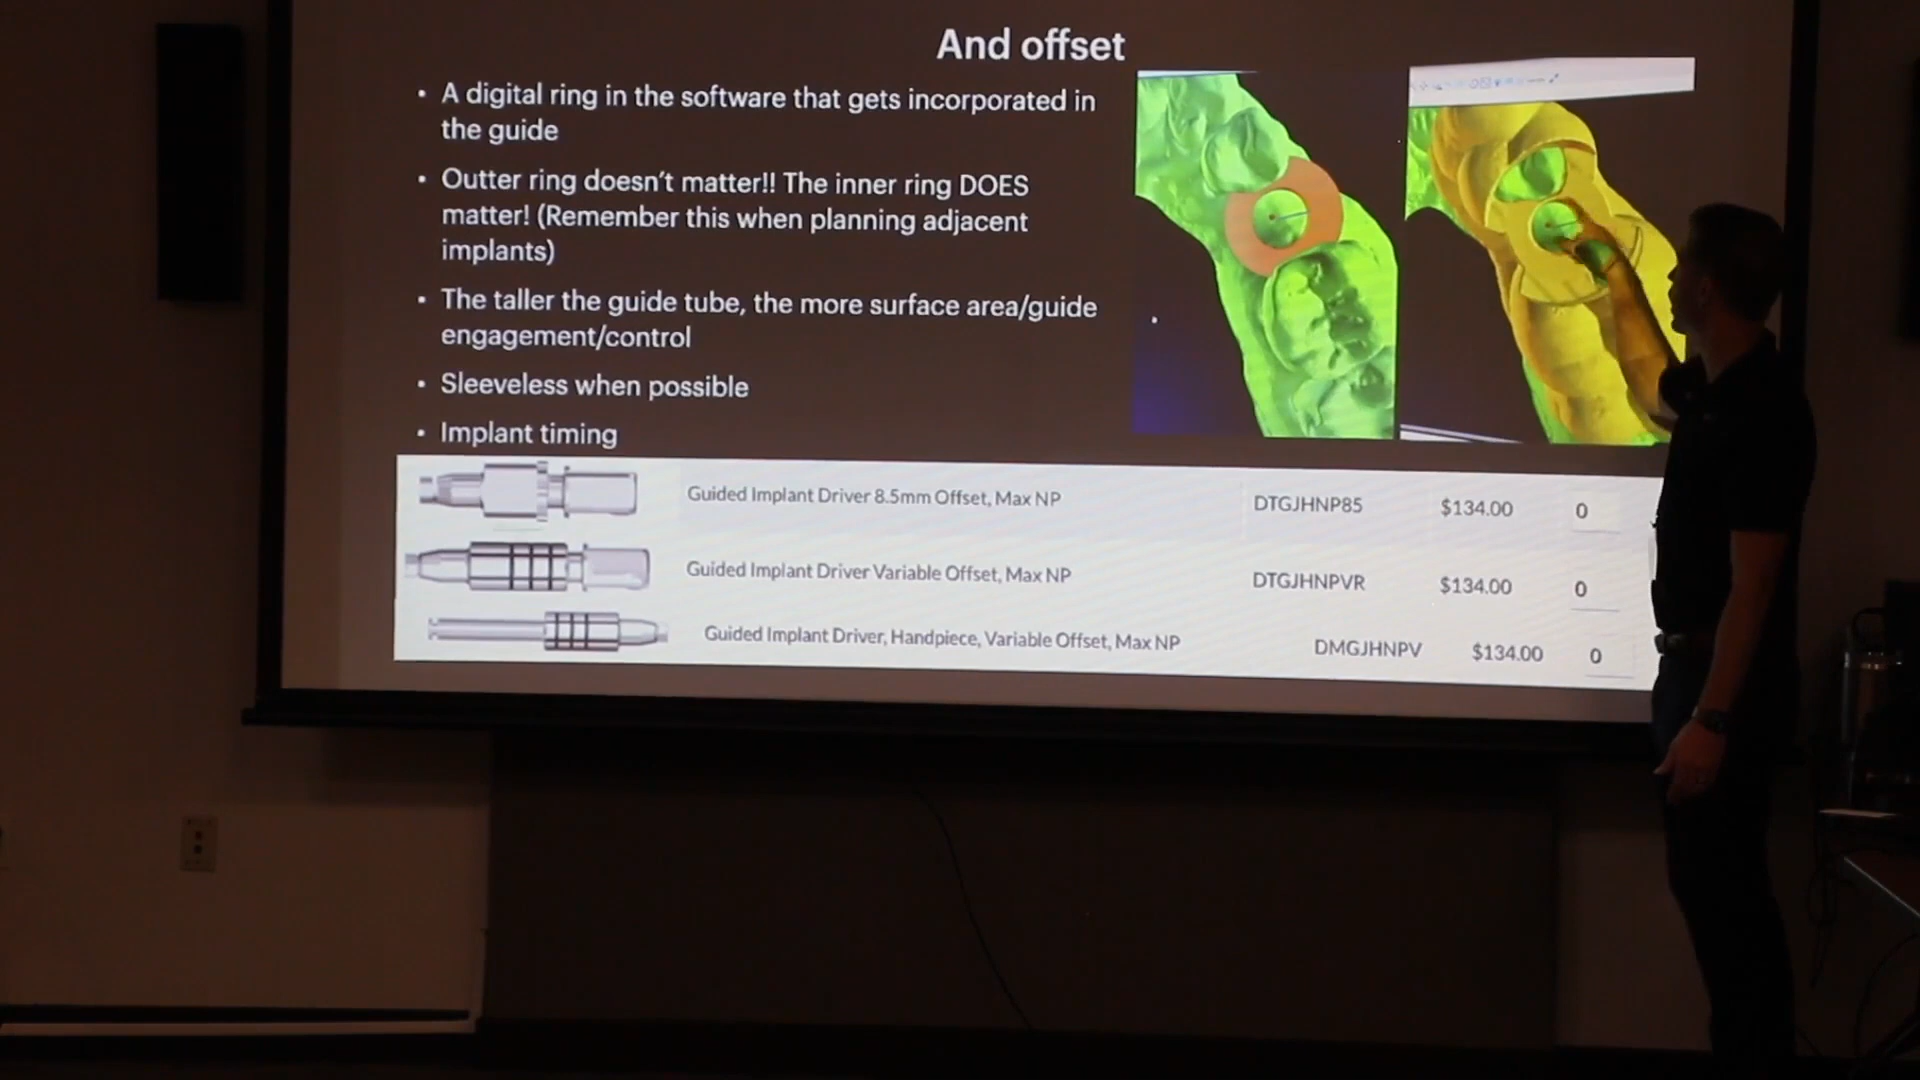 And offset
• A digital ring in the software that gets incorporated in
the guide
• Outter ring doesn't matter!! The inner ring DOES
matter! (Remember this when planning adjacent
implants)
• The taller the guide tube, the more surface area/guide
engagement/control
• Sleeveless when possible
• Implant timing
Guided Implant Driver 8.5mm Offset, Max NP DTGJHNP85 $134.00 0
Guided Implant Driver Variable Offset, Max NP DTGJHNPVR $134.00 0
Guided Implant Driver, Handpiece, Variable Offset, Max NP DMGJHNPV $134.00 0